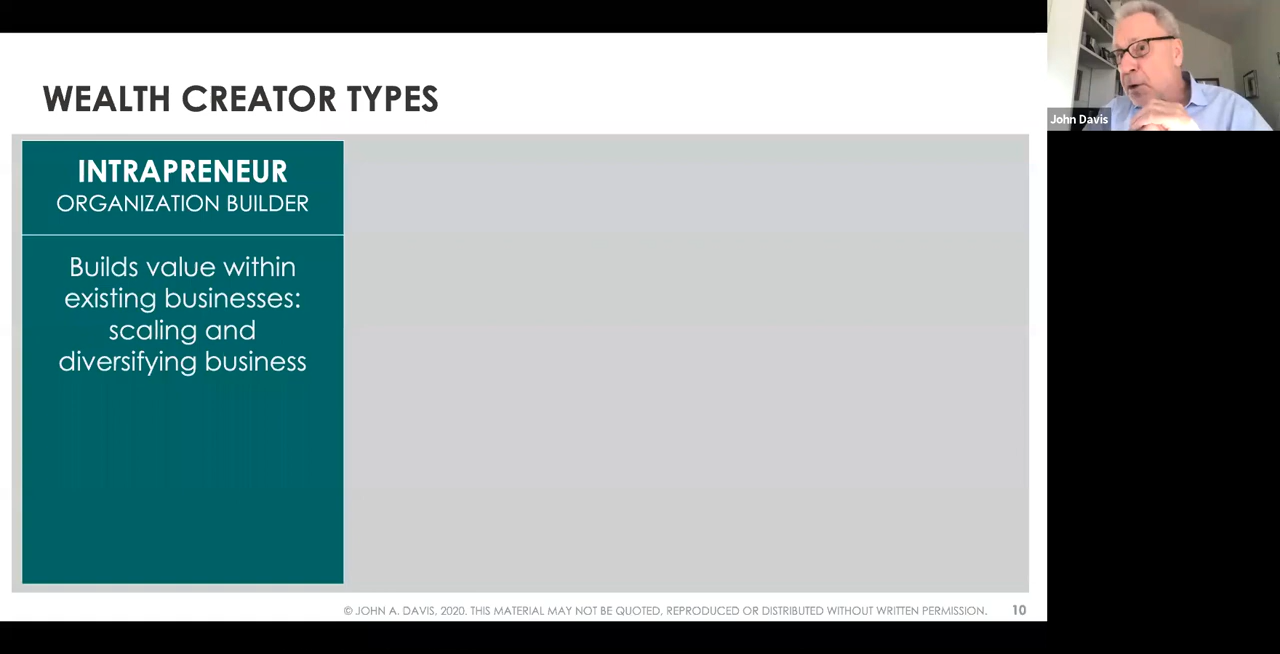 WEALTH CREATOR TYPES
INTRAPRENEUR
ORGANIZATION BUILDER
Builds value within
existing businesses:
scaling and
diversifying business
© JOHN A. DAVIS, 2020. THIS MATERIAL MAY NOT BE QUOTED, REPRODUCED OR DISTRIBUTED WITHOUT WRITTEN PERMISSION. 10
John Davis